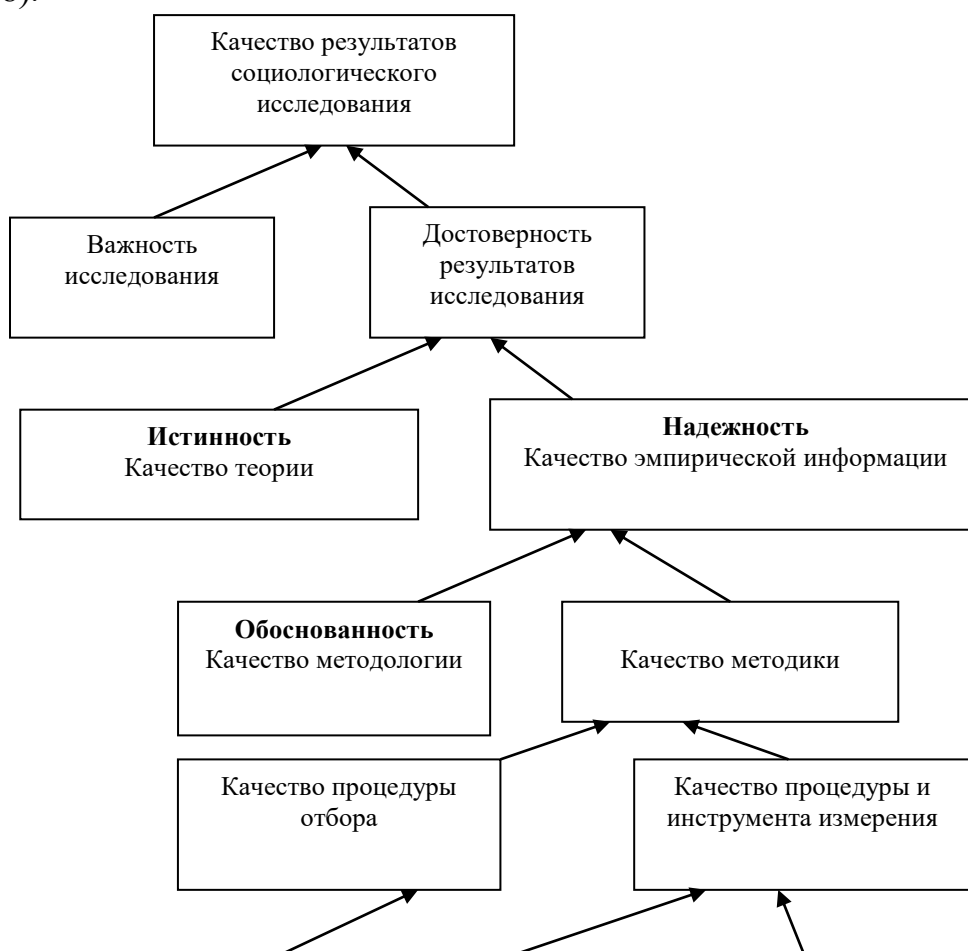 Качество результатов
социологического
исследования
Важность
исследования
Достоверность
результатов
исследования
Истинность
Качество теории
Надежность
Качество эмпирической информации
Обоснованность
Качество методологии
Качество методики
Качество процедуры
отбора
Качество процедуры и
инструмента измерения